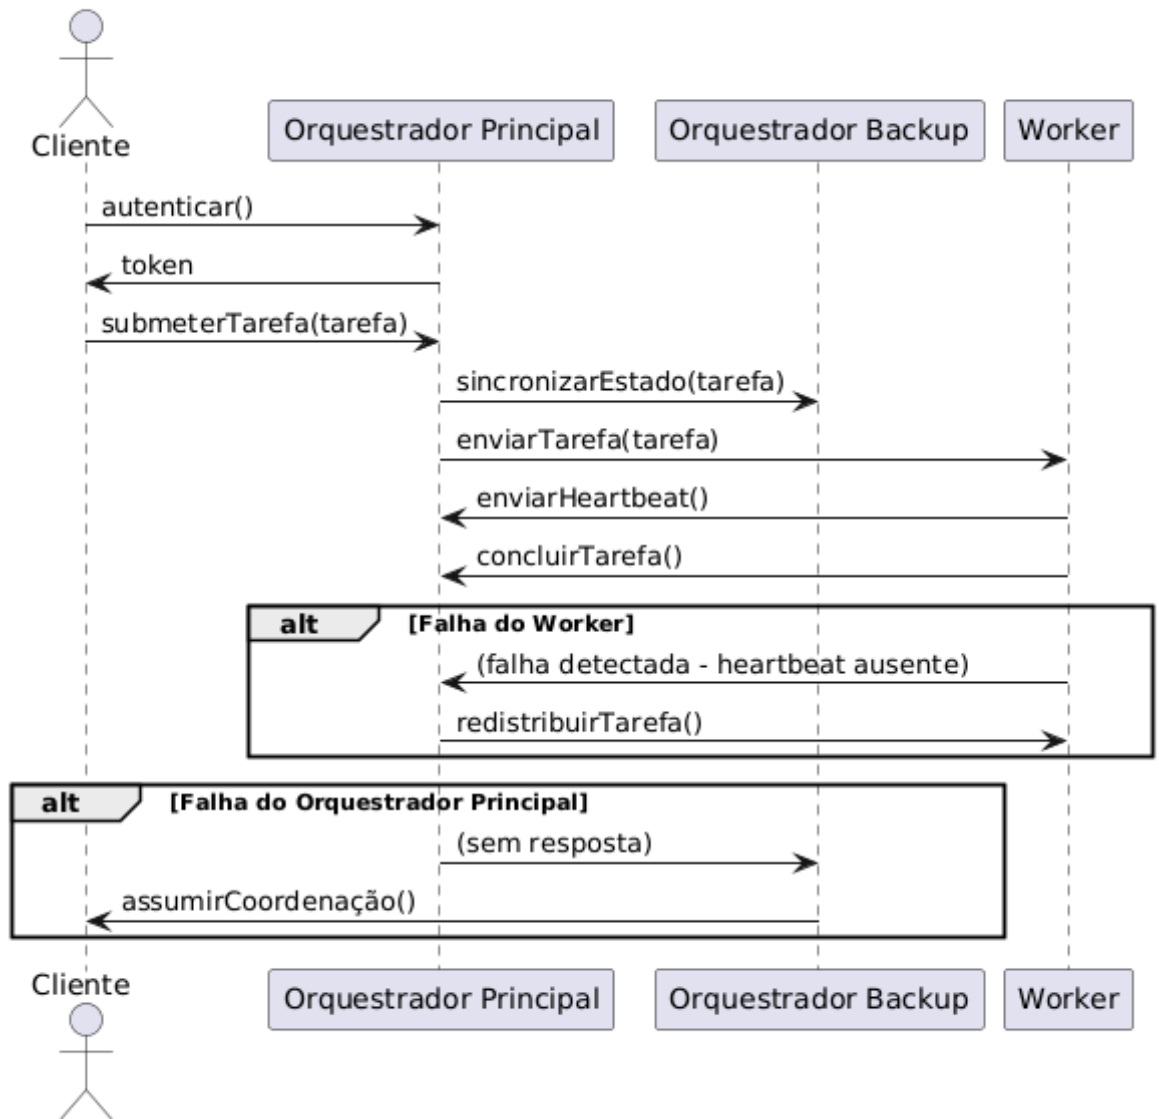 Cliente
Orquestrador Principal
Orquestrador Backup
Worker
autenticar()
token
submeterTarefa(tarefa)
sincronizarEstado(tarefa)
enviarTarefa(tarefa)
enviarHeartbeat()
concluirTarefa()
alt
[Falha do Worker]
(falha detectada - heartbeat ausente)
redistribuirTarefa()
alt
[Falha do Orquestrador Principal]
(sem resposta)
assumirCoordenação()
Cliente
Orquestrador Principal
Orquestrador Backup
Worker